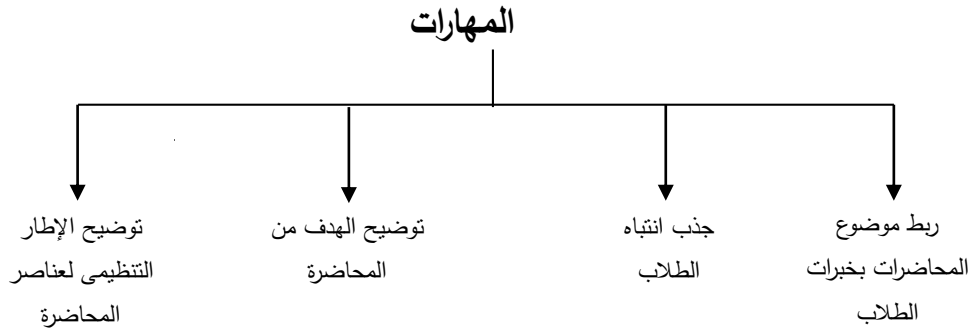 المهارات
ربط موضوع
المحاضرات بخبرات
الطلاب
جذب انتباه
الطلاب
توضيح الهدف من
المحاضرة
توضيح الإطار
التنظيمى لعناصر
المحاضرة